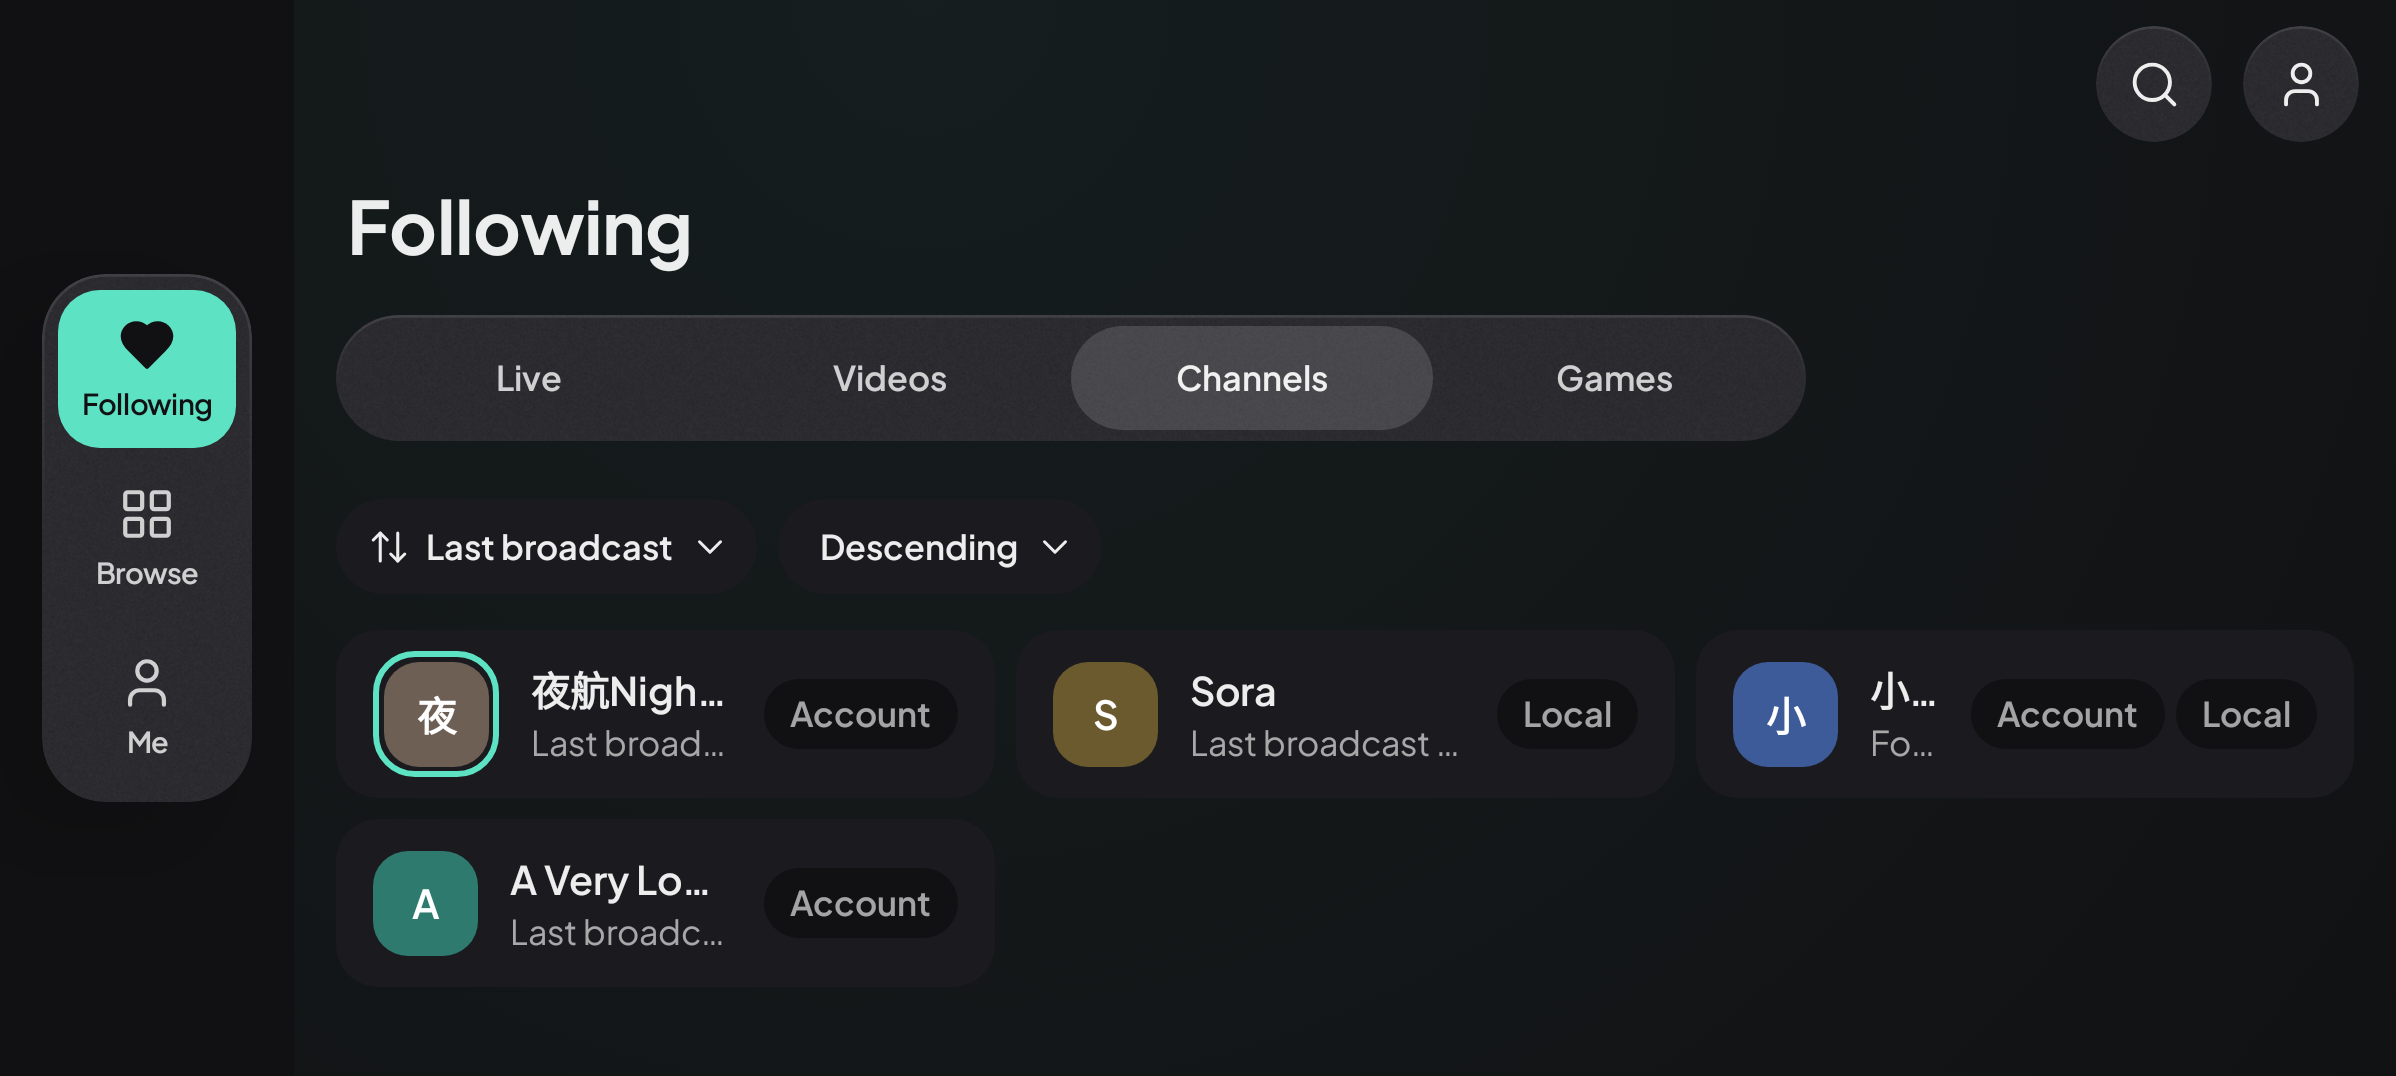 Following
Live
Videos
Channels
Games
Following
Browse
Me
Last broadcast
Descending
夜
夜航Nigh...
Last broad...
Account
S
Sora
Last broadcast ...
Local
小
小...
Fo...
Account
Local
A
A Very Lo...
Last broadc...
Account